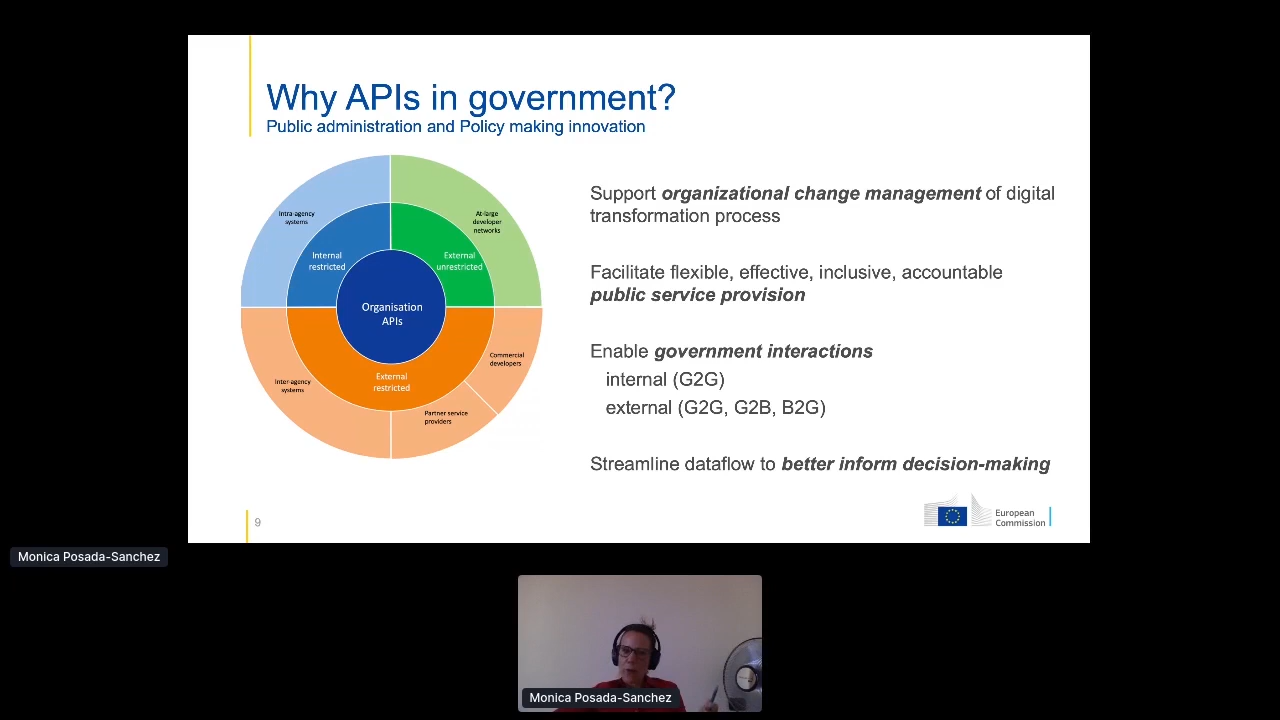 Why APIs in government?
Public administration and Policy making innovation
Intra-agency
systems
At-large
developer
networks
Internal
restricted
External
unrestricted
Organisation
APIs
External
restricted
Inter-agency
systems
Commercial
developers
Partner service
providers
Support organizational change management of digital
transformation process
Facilitate flexible, effective, inclusive, accountable
public service provision
Enable government interactions
internal (G2G)
external (G2G, G2B, B2G)
Streamline dataflow to better inform decision-making
9
European
Commission
Monica Posada-Sanchez
Monica Posada-Sanchez